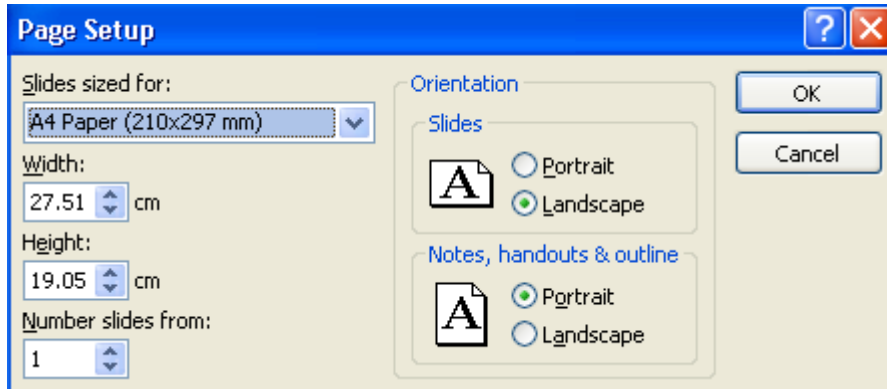 Page Setup
Slides sized for:
A4 Paper (210x297 mm)
Width:
27.51 cm
Height:
19.05 cm
Number slides from:
1
Orientation
Slides
A
Portrait
Landscape
Notes, handouts & outline
A
Portrait
Landscape
OK
Cancel